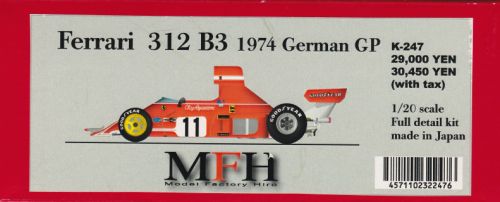 Ferrari 312 B3 1974 German GP
K-247
29,000 YEN
30,450 YEN
(with tax)
1/20 scale
Full detail kit
made in Japan
GOODYEAR
11
GOODYEAR
MFH
Model Factory Hiro
4571102322476